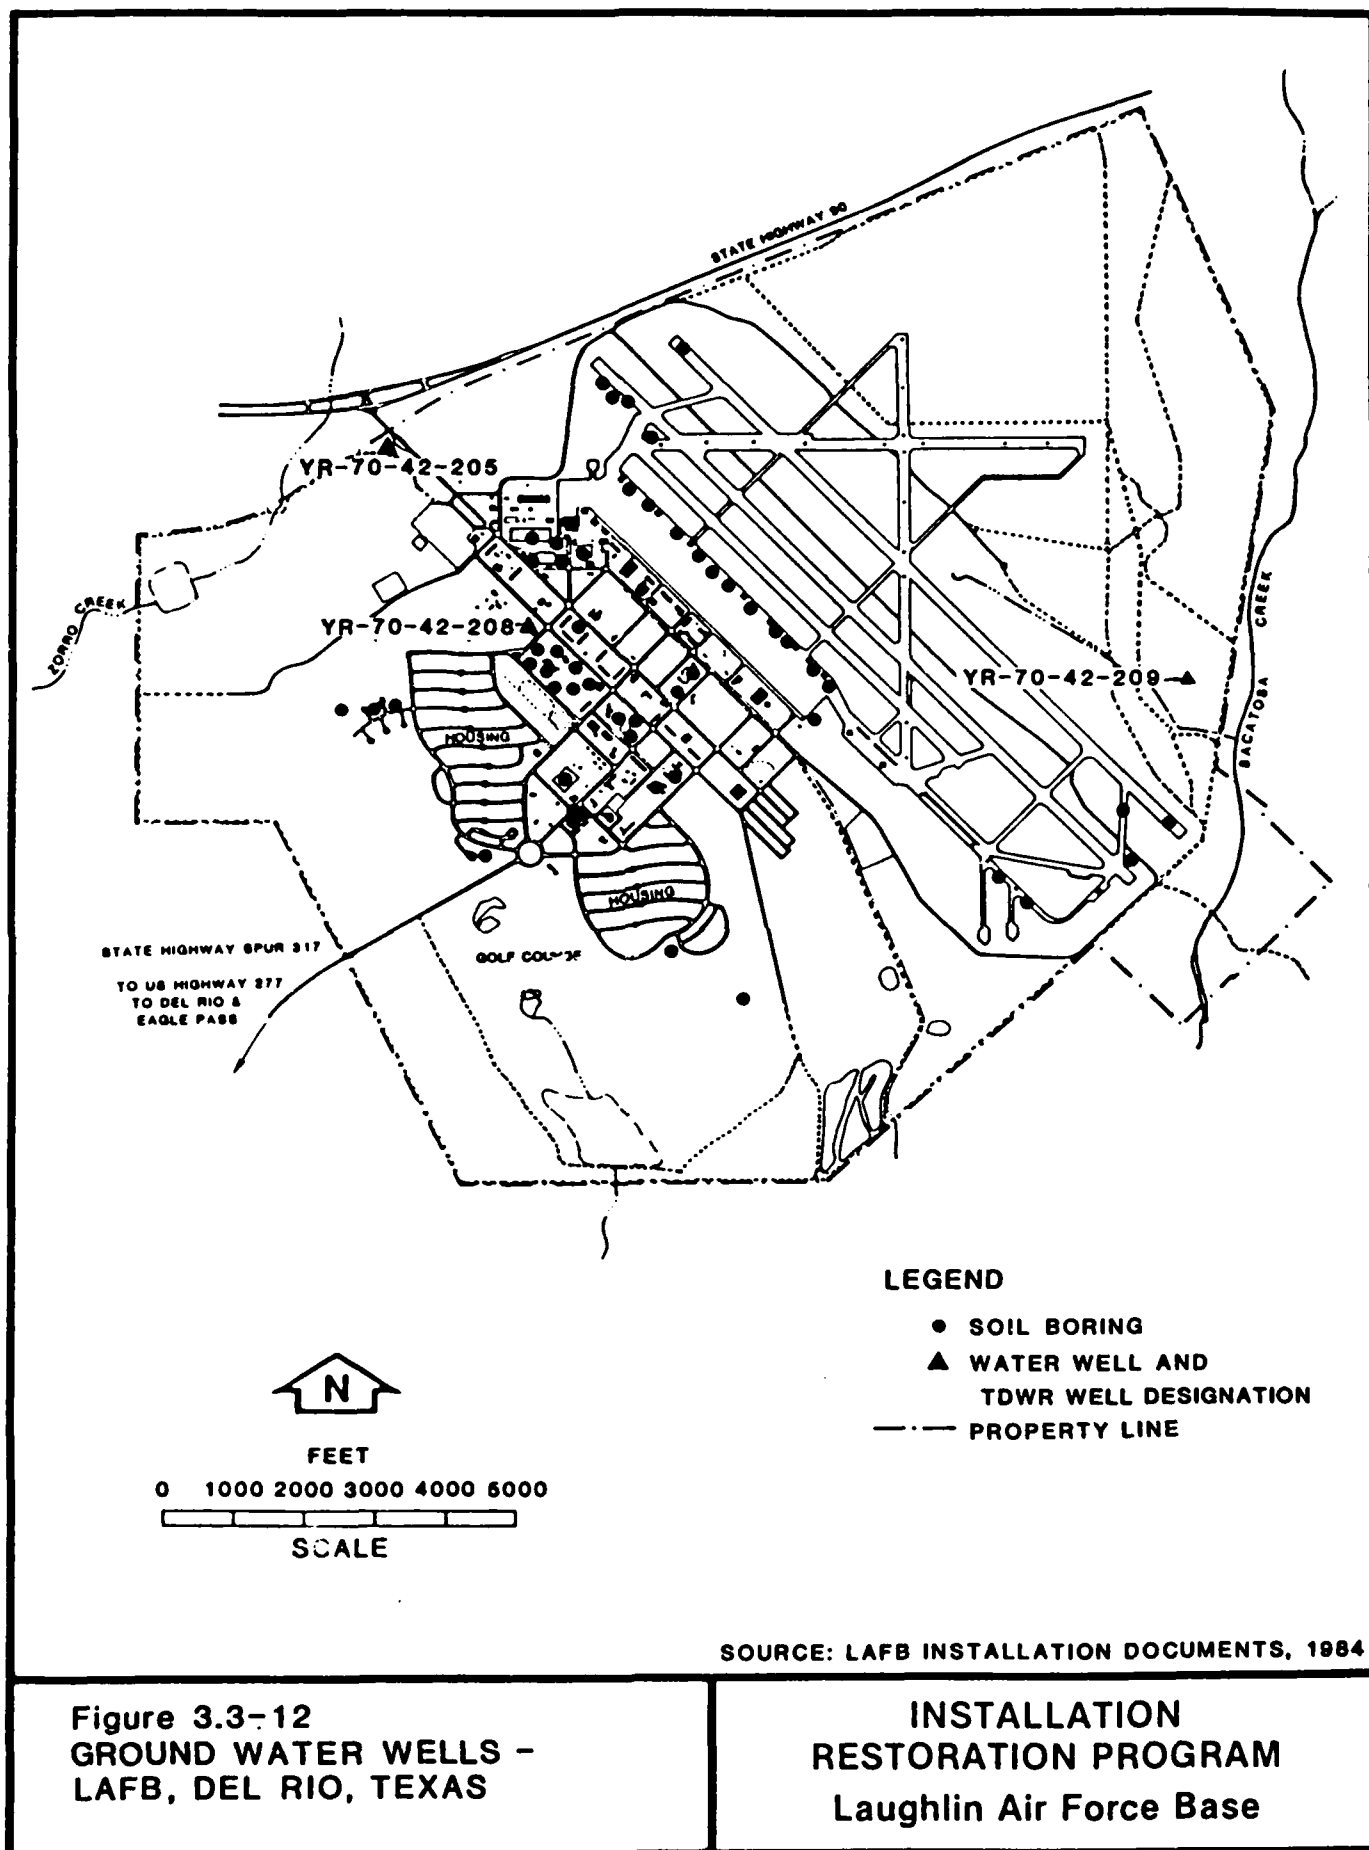 STATE HIGHWAY 90
YR-70-42-205
ZORRO CREEK
YR-70-42-208
YR-70-42-209
BACATOSA CREEK
HOUSING
HOUSING
STATE HIGHWAY SPUR 317
TO US HIGHWAY 277
TO DEL RIO &
EAGLE PASS
GOLF COURSE
LEGEND
SOIL BORING
WATER WELL AND
TDWR WELL DESIGNATION
PROPERTY LINE
N
FEET
0 1000 2000 3000 4000 5000
SCALE
SOURCE: LAFB INSTALLATION DOCUMENTS, 1984
Figure 3.3-12
GROUND WATER WELLS -
LAFB, DEL RIO, TEXAS
INSTALLATION
RESTORATION PROGRAM
Laughlin Air Force Base